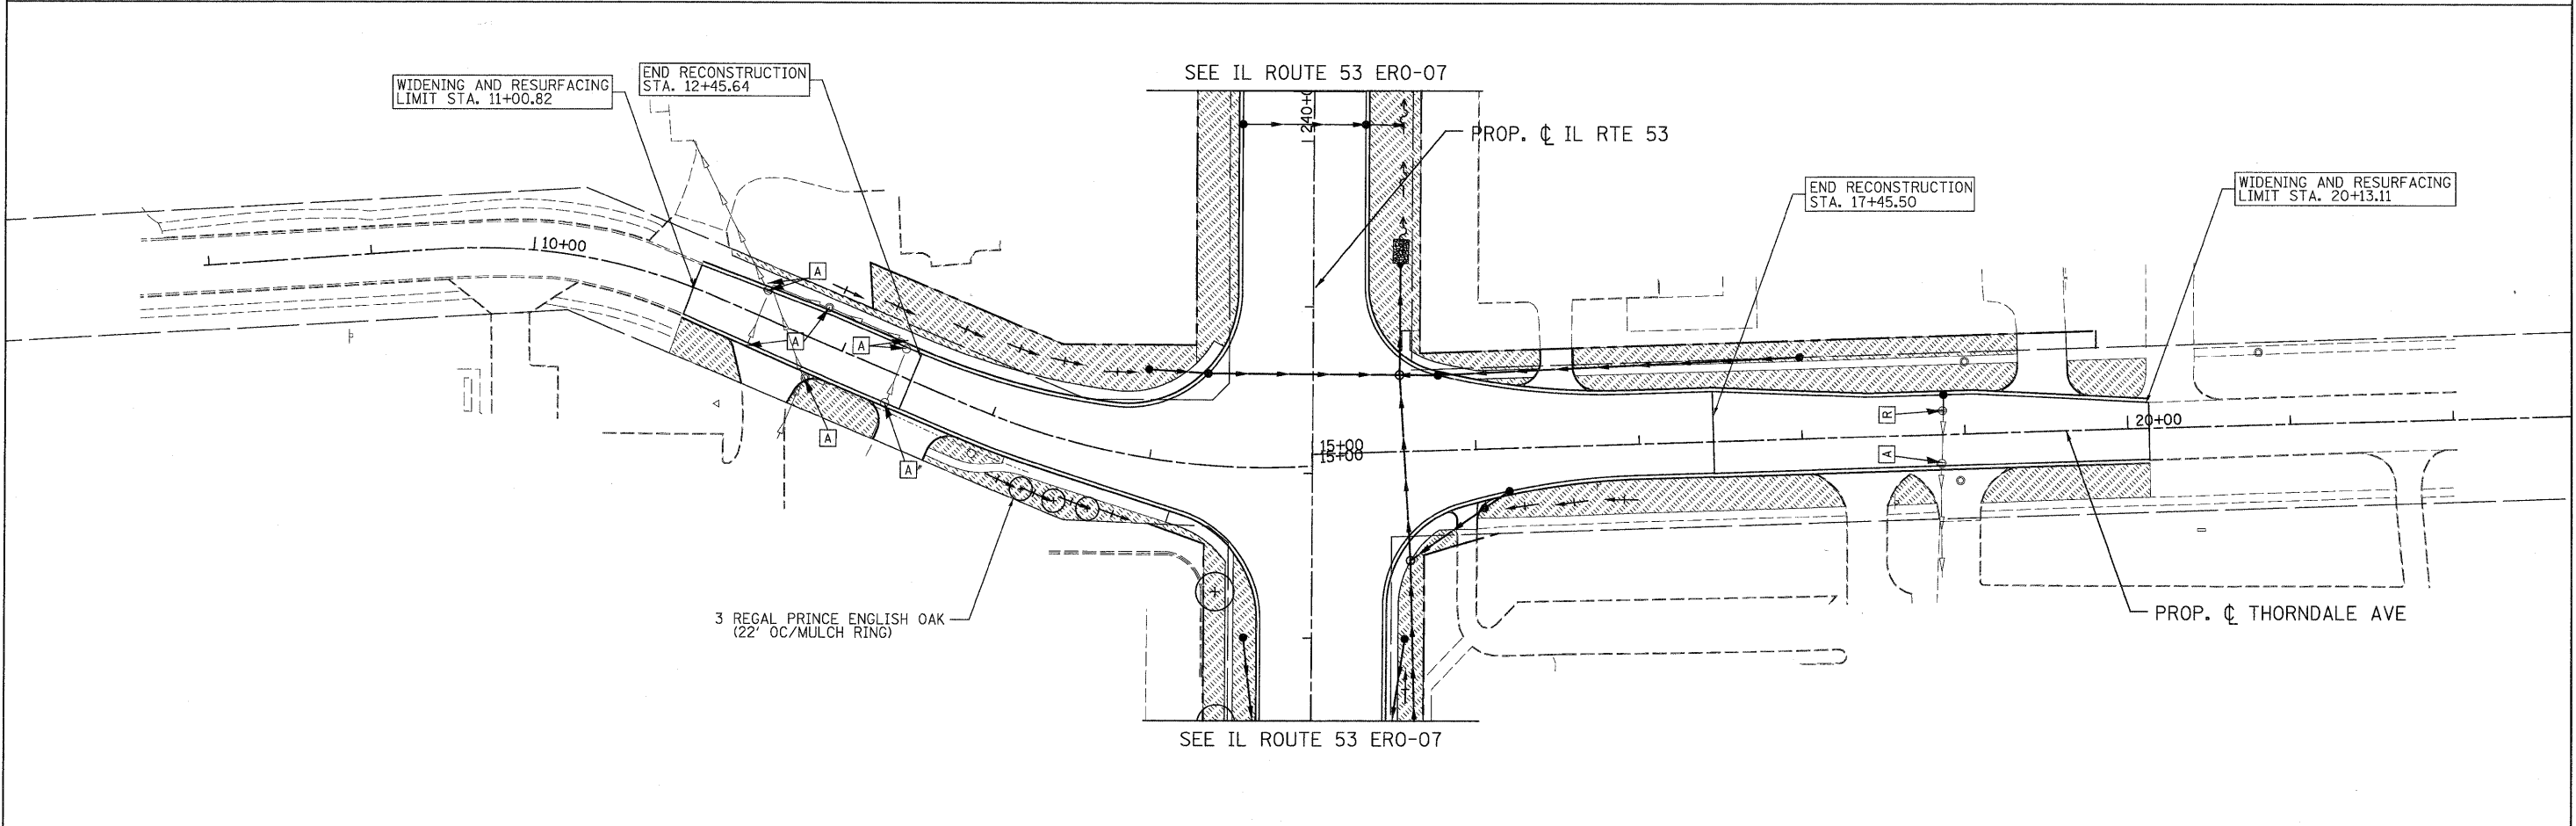 SEE IL ROUTE 53 ERO-07
END RECONSTRUCTION
STA. 12+45.64
WIDENING AND RESURFACING
LIMIT STA. 11+00.82
240+0
PROP. ℄ IL RTE 53
END RECONSTRUCTION
STA. 17+45.50
WIDENING AND RESURFACING
LIMIT STA. 20+13.11
10+00
A
A
A
R
20+00
A
A
15+00
15+00
A
3 REGAL PRINCE ENGLISH OAK
(22' OC/MULCH RING)
PROP. ℄ THORNDALE AVE
SEE IL ROUTE 53 ERO-07